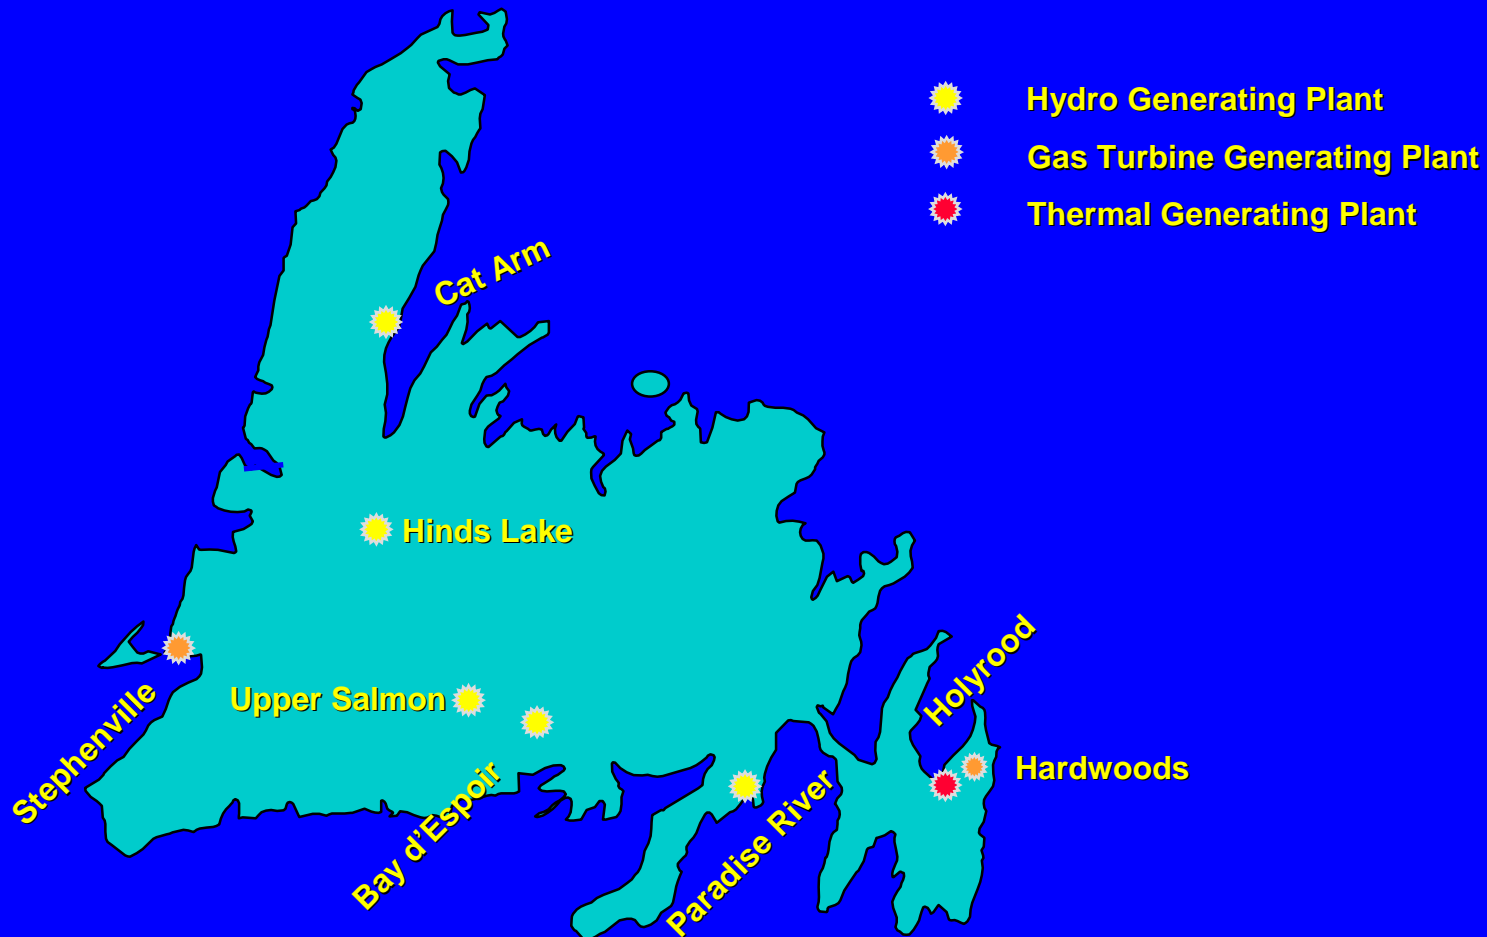 Hydro Generating Plant
Gas Turbine Generating Plant
Thermal Generating Plant
Cat Arm
Hinds Lake
Holyrood
Upper Salmon
Stephenville
Hardwoods
Bay d’Espoir
Paradise River